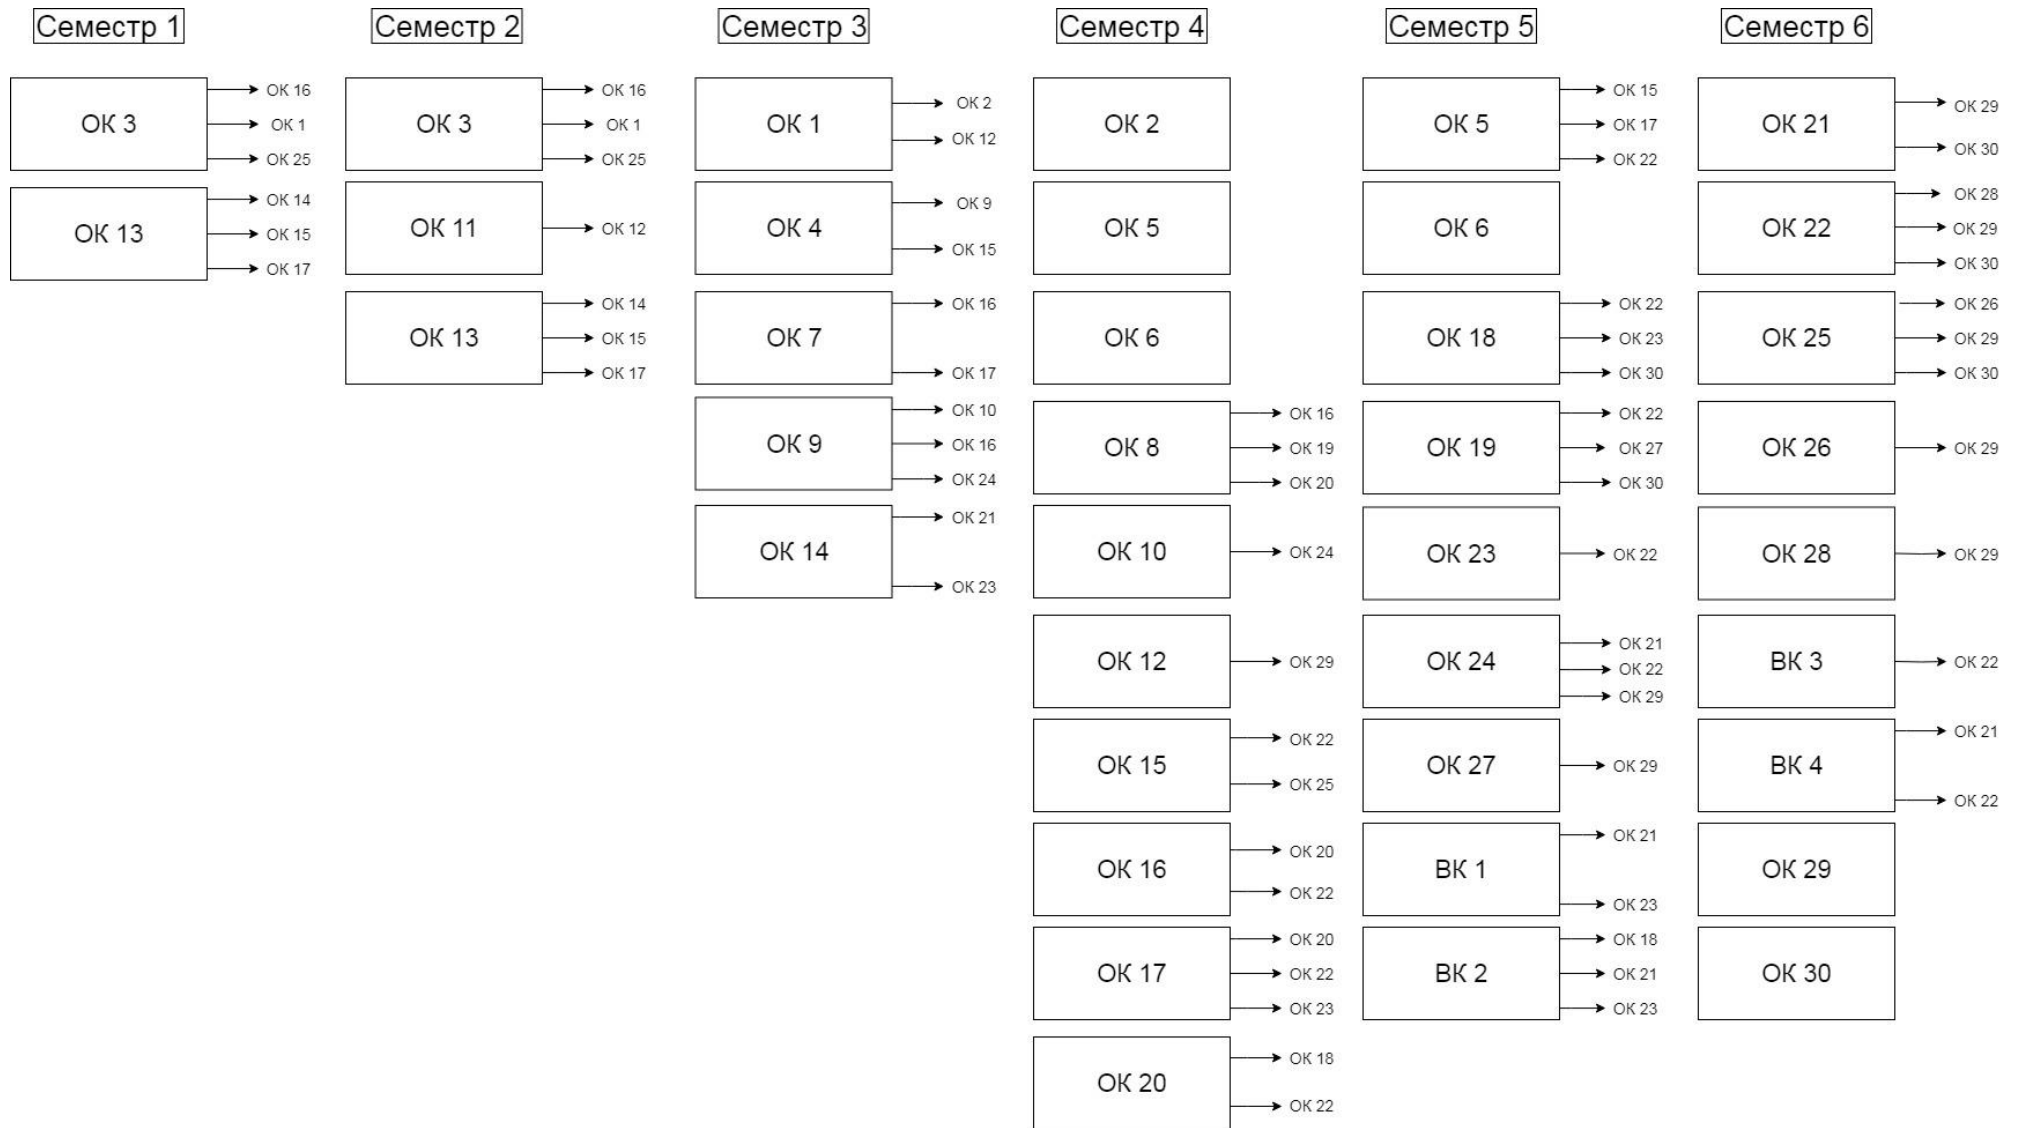 Семестр 1
Семестр 2
Семестр 3
Семестр 4
Семестр 5
Семестр 6
ОК 3
ОК 16
ОК 1
ОК 25
ОК 13
ОК 14
ОК 15
ОК 17
ОК 3
ОК 16
ОК 1
ОК 25
ОК 11
ОК 12
ОК 13
ОК 14
ОК 15
ОК 17
ОК 1
ОК 2
ОК 12
ОК 4
ОК 9
ОК 15
ОК 7
ОК 16
ОК 17
ОК 9
ОК 10
ОК 16
ОК 24
ОК 14
ОК 21
ОК 23
ОК 2
ОК 5
ОК 6
ОК 8
ОК 16
ОК 19
ОК 20
ОК 10
ОК 24
ОК 12
ОК 29
ОК 15
ОК 22
ОК 25
ОК 16
ОК 20
ОК 22
ОК 17
ОК 20
ОК 22
ОК 23
ОК 20
ОК 18
ОК 22
ОК 5
ОК 15
ОК 17
ОК 22
ОК 6
ОК 18
ОК 22
ОК 23
ОК 30
ОК 19
ОК 22
ОК 27
ОК 30
ОК 23
ОК 22
ОК 24
ОК 21
ОК 22
ОК 29
ОК 27
ОК 29
ВК 1
ОК 21
ОК 23
ВК 2
ОК 18
ОК 21
ОК 23
ОК 21
ОК 29
ОК 30
ОК 22
ОК 28
ОК 29
ОК 30
ОК 25
ОК 26
ОК 29
ОК 30
ОК 26
ОК 29
ОК 28
ОК 29
ВК 3
ОК 22
ВК 4
ОК 21
ОК 22
ОК 29
ОК 30